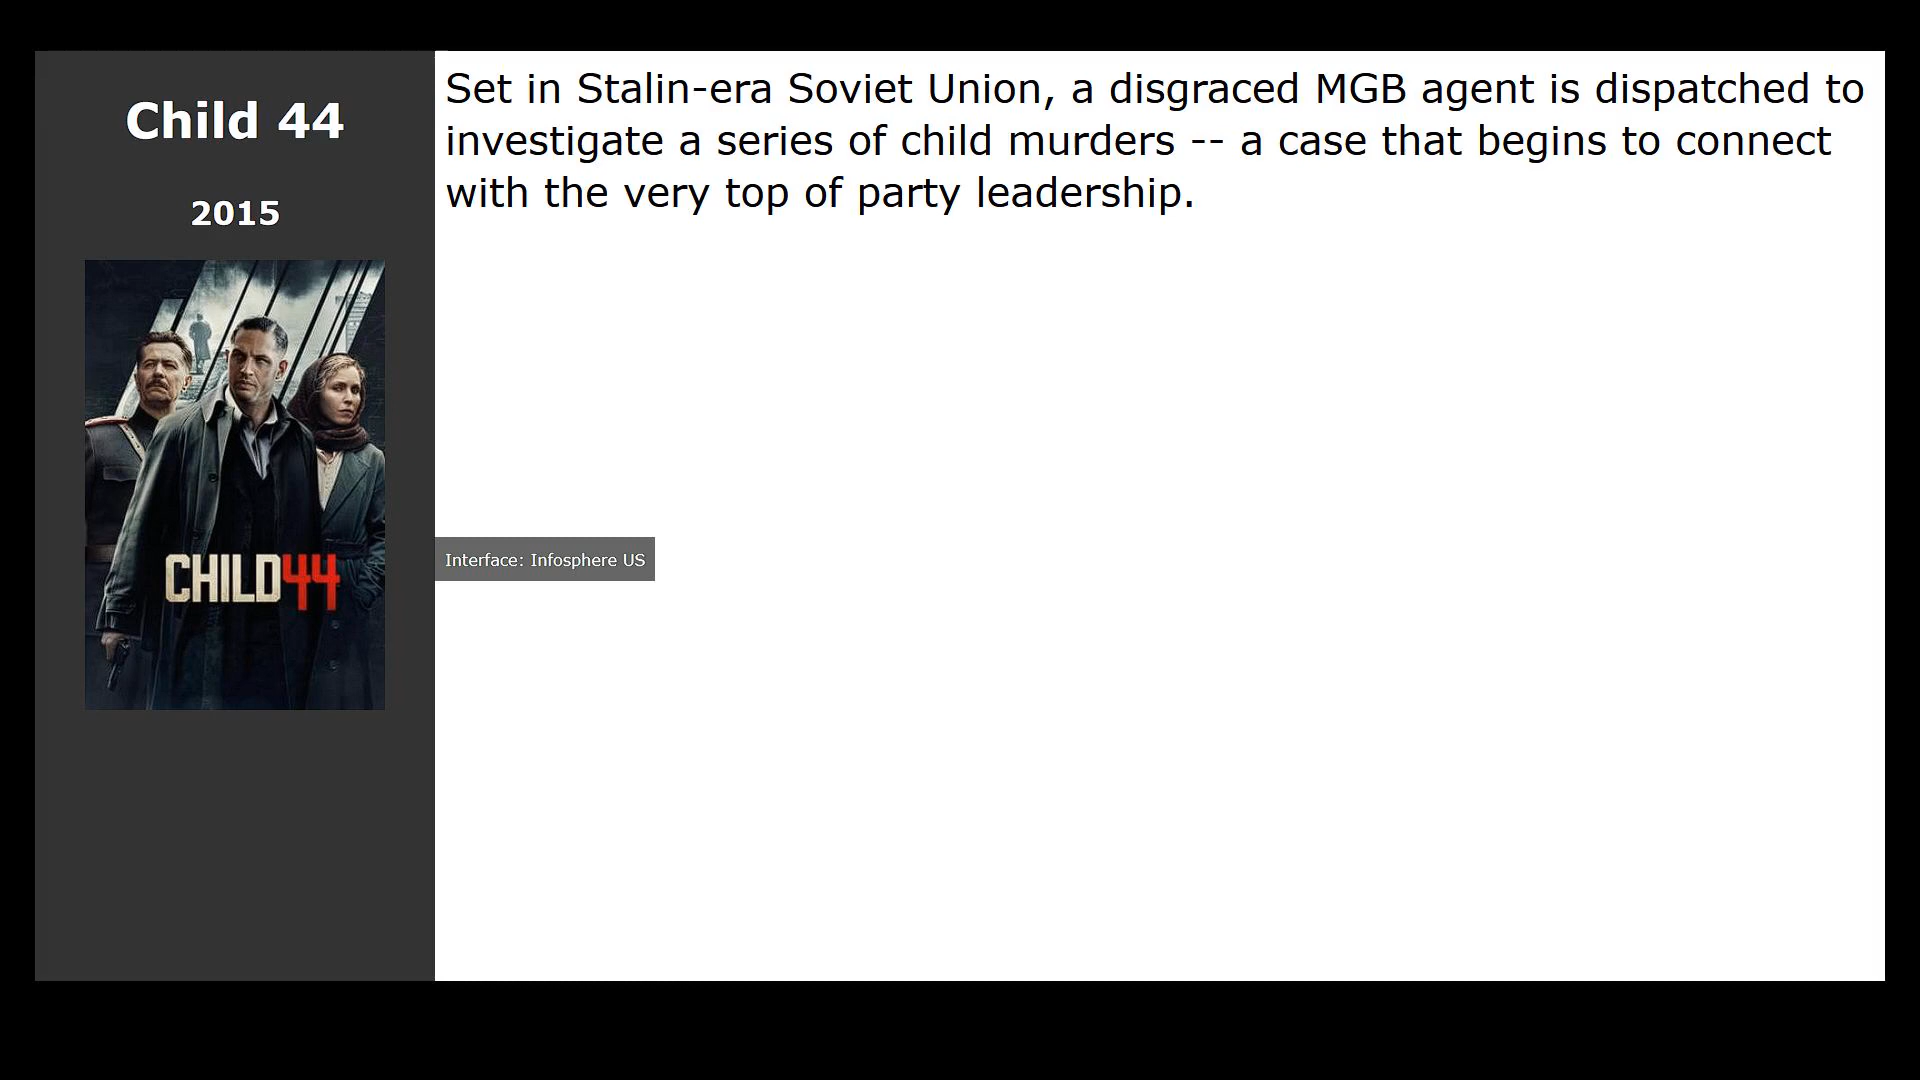 Child 44
2015
CHILD44
Set in Stalin-era Soviet Union, a disgraced MGB agent is dispatched to
investigate a series of child murders -- a case that begins to connect
with the very top of party leadership.
Interface: Infosphere US